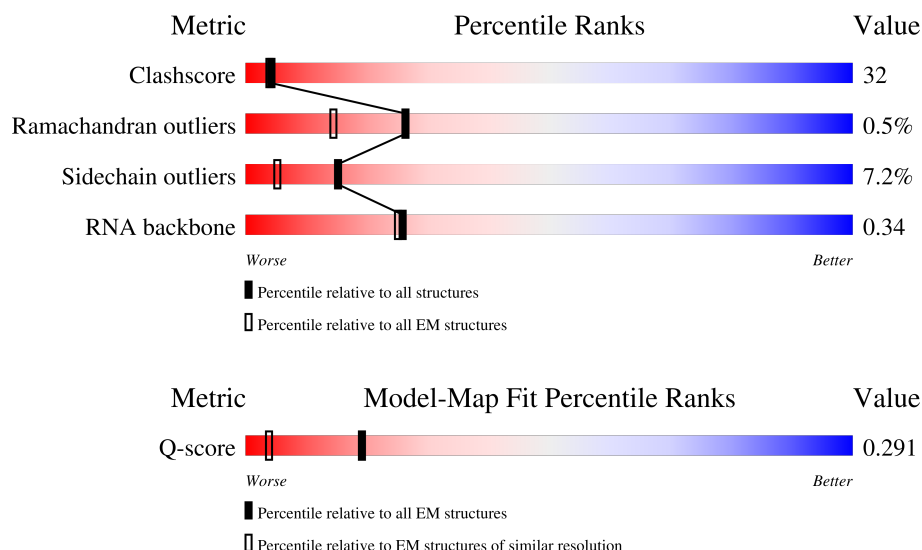 Metric Percentile Ranks Value
Clashscore 32
Ramachandran outliers 0.5%
Sidechain outliers 7.2%
RNA backbone 0.34
Worse Better
Percentile relative to all structures
Percentile relative to all EM structures
Metric Model-Map Fit Percentile Ranks Value
Q-score 0.291
Worse Better
Percentile relative to all EM structures
Percentile relative to EM structures of similar resolution